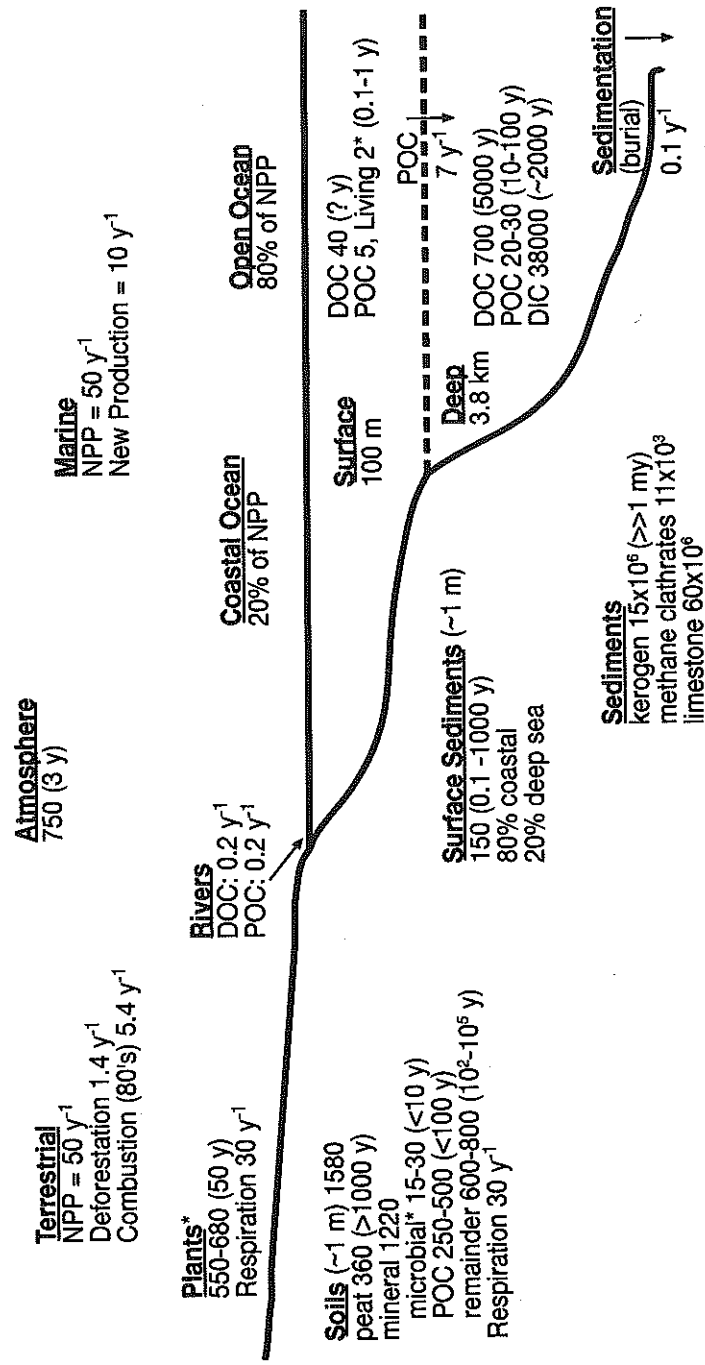 Atmosphere
750 (3 y)
Terrestrial
NPP = 50 y⁻¹
Deforestation 1.4 y⁻¹
Combustion (80's) 5.4 y⁻¹
Marine
NPP = 50 y⁻¹
New Production = 10 y⁻¹
Plants*
550-680 (50 y)
Respiration 30 y⁻¹
Rivers
DOC: 0.2 y⁻¹
POC: 0.2 y⁻¹
Coastal Ocean
20% of NPP
Open Ocean
80% of NPP
Soils (~1 m) 1580
peat 360 (>1000 y)
mineral 1220
microbial* 15-30 (<10 y)
POC 250-500 (<100 y)
remainder 600-800 (10²-10⁵ y)
Respiration 30 y⁻¹
Surface
100 m
DOC 40 (? y)
POC 5, Living 2* (0.1-1 y)
POC
7 y⁻¹
Deep
3.8 km
DOC 700 (5000 y)
POC 20-30 (10-100 y)
DIC 38000 (~2000 y)
Surface Sediments (~1 m)
150 (0.1 -1000 y)
80% coastal
20% deep sea
Sedimentation
(burial)
0.1 y⁻¹
Sediments
kerogen 15x10⁶ (>>1 my)
methane clathrates 11x10³
limestone 60x10⁶